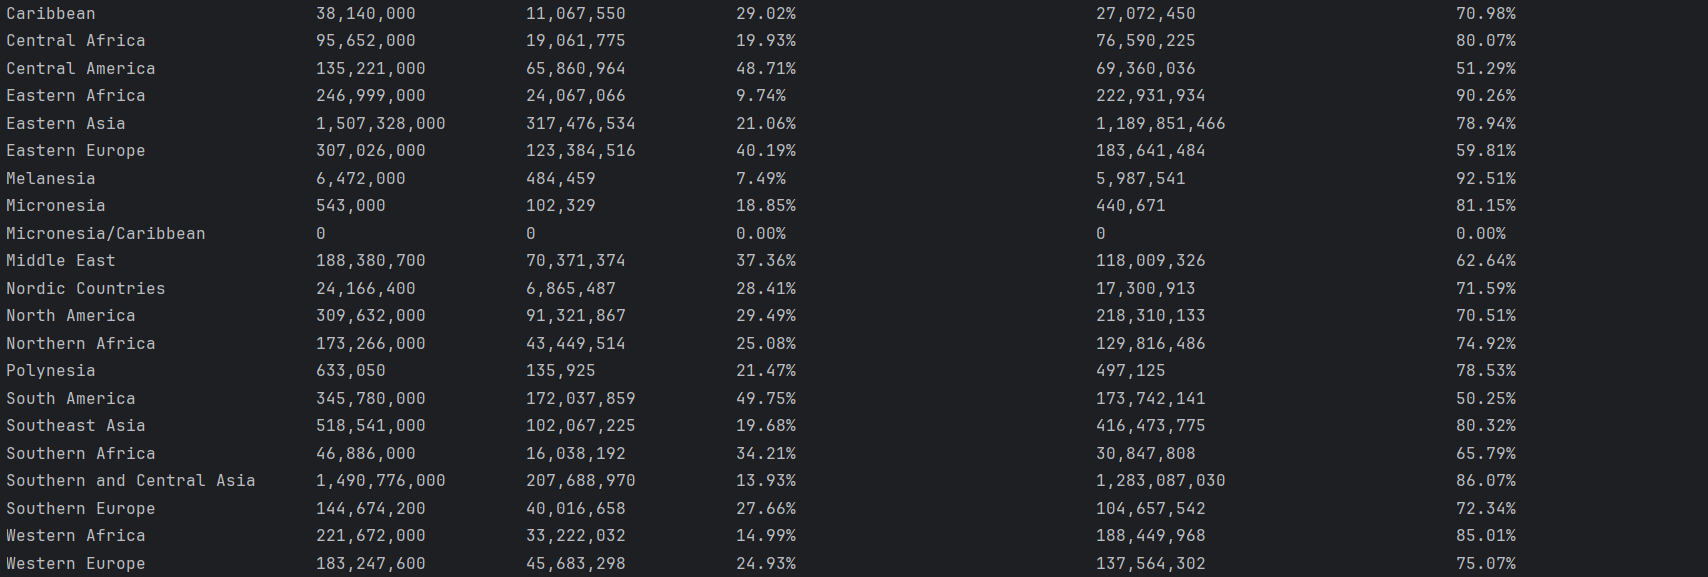 Caribbean 38,140,000 11,067,550 29.02% 27,072,450 70.98%
Central Africa 95,652,000 19,061,775 19.93% 76,590,225 80.07%
Central America 135,221,000 65,860,964 48.71% 69,360,036 51.29%
Eastern Africa 246,999,000 24,067,066 9.74% 222,931,934 90.26%
Eastern Asia 1,507,328,000 317,476,534 21.06% 1,189,851,466 78.94%
Eastern Europe 307,026,000 123,384,516 40.19% 183,641,484 59.81%
Melanesia 6,472,000 484,459 7.49% 5,987,541 92.51%
Micronesia 543,000 102,329 18.85% 440,671 81.15%
Micronesia/Caribbean 0 0 0.00% 0 0.00%
Middle East 188,380,700 70,371,374 37.36% 118,009,326 62.64%
Nordic Countries 24,166,400 6,865,487 28.41% 17,300,913 71.59%
North America 309,632,000 91,321,867 29.49% 218,310,133 70.51%
Northern Africa 173,266,000 43,449,514 25.08% 129,816,486 74.92%
Polynesia 633,050 135,925 21.47% 497,125 78.53%
South America 345,780,000 172,037,859 49.75% 173,742,141 50.25%
Southeast Asia 518,541,000 102,067,225 19.68% 416,473,775 80.32%
Southern Africa 46,886,000 16,038,192 34.21% 30,847,808 65.79%
Southern and Central Asia 1,490,776,000 207,688,970 13.93% 1,283,087,030 86.07%
Southern Europe 144,674,200 40,016,658 27.66% 104,657,542 72.34%
Western Africa 221,672,000 33,222,032 14.99% 188,449,968 85.01%
Western Europe 183,247,600 45,683,298 24.93% 137,564,302 75.07%